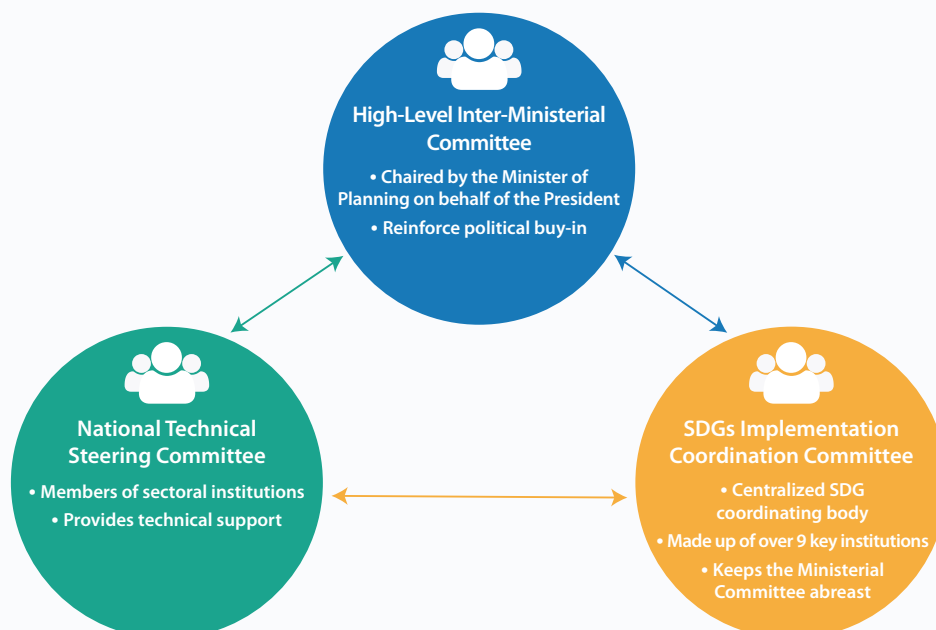 High-Level Inter-Ministerial
Committee
• Chaired by the Minister of
Planning on behalf of the President
• Reinforce political buy-in
National Technical
Steering Committee
• Members of sectoral institutions
• Provides technical support
SDGs Implementation
Coordination Committee
• Centralized SDG
coordinating body
• Made up of over 9 key institutions
• Keeps the Ministerial
Committee abreast